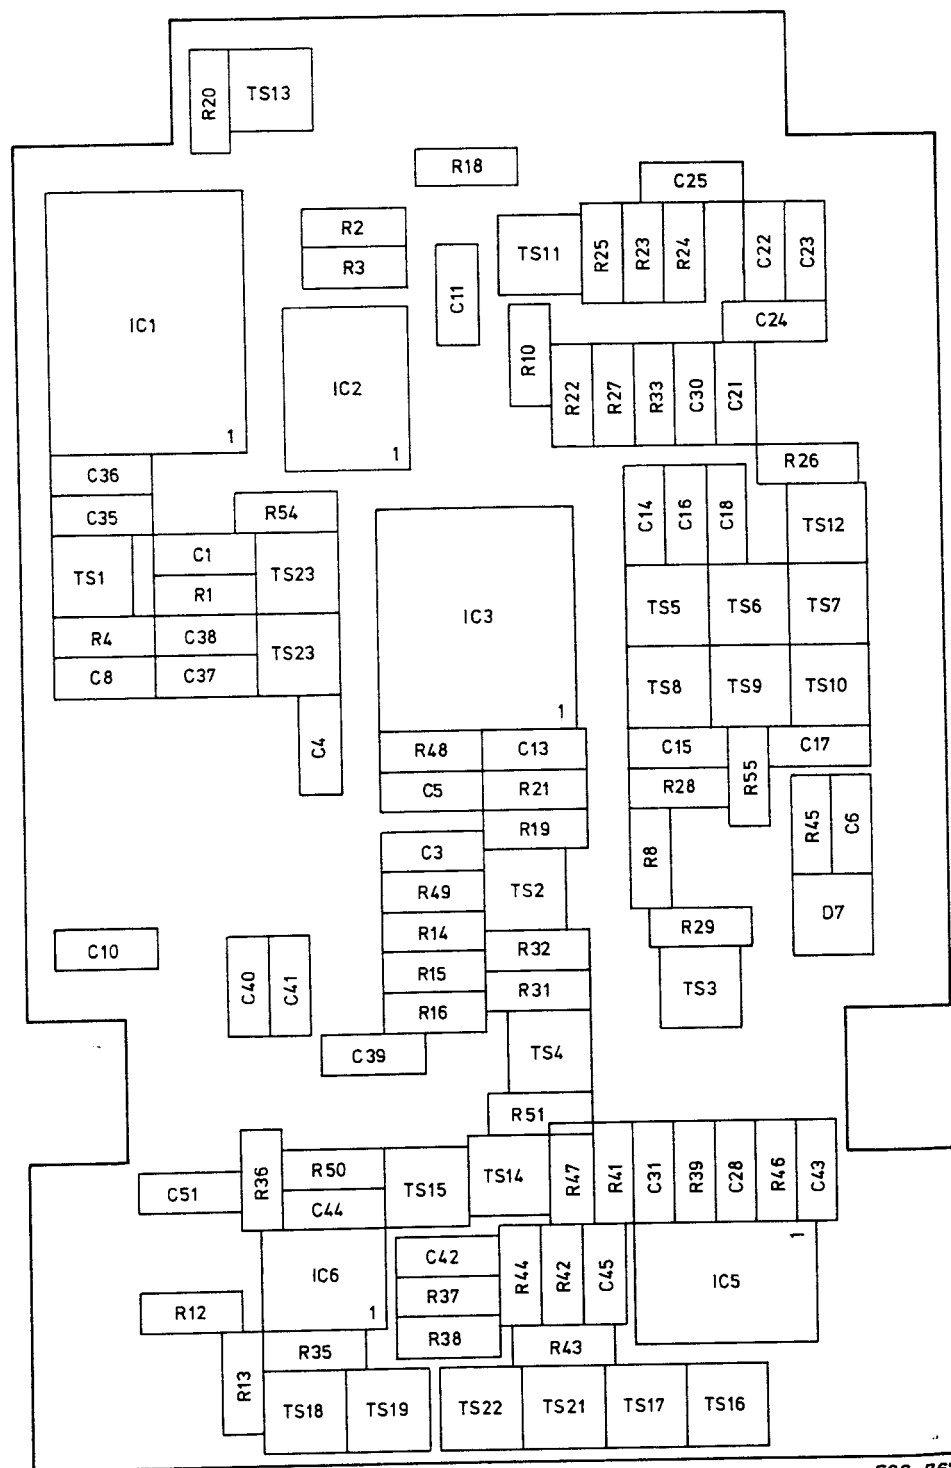 R20
TS13
R18
C25
R2
R3
C11
TS11
R25
R23
R24
C22
C23
IC1
1
IC2
1
C24
R10
R22
R27
R33
C30
C21
C36
C35
R54
R26
C14
C16
C18
TS12
TS1
C1
R1
TS23
IC3
1
TS5
TS6
TS7
R4
C38
TS23
C8
C37
TS8
TS9
TS10
C4
R48
C13
C15
R55
C17
C5
R21
R28
R19
C3
R8
R45
C6
R49
TS2
R14
R32
R29
D7
C10
C40
C41
R15
R31
R16
TS3
C39
TS4
R51
R36
R50
C44
C51
TS15
TS14
R47
R41
C31
R39
C28
R46
C43
IC6
1
C42
R37
R38
R44
R42
C45
IC5
1
R12
R13
R35
R43
TS18
TS19
TS22
TS21
TS17
TS16